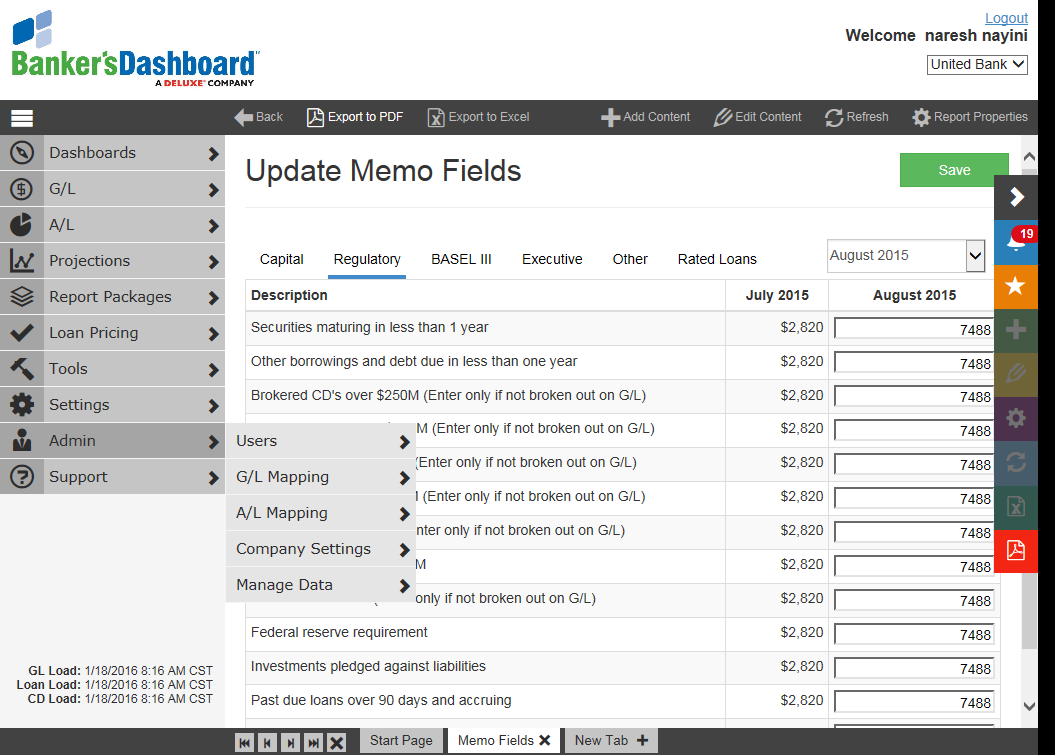 Logout
Welcome naresh nayini
United Bank
Banker'sDashboard
A DELUXE COMPANY
Back Export to PDF Export to Excel Add Content Edit Content Refresh Report Properties
Dashboards
G/L
A/L
Projections
Report Packages
Loan Pricing
Tools
Settings
Admin
Support
Users
G/L Mapping
A/L Mapping
Company Settings
Manage Data
GL Load: 1/18/2016 8:16 AM CST
Loan Load: 1/18/2016 8:16 AM CST
CD Load: 1/18/2016 8:16 AM CST
Update Memo Fields
Save
19
Capital Regulatory BASEL III Executive Other Rated Loans August 2015
Description July 2015 August 2015
Securities maturing in less than 1 year $2,820 7488
Other borrowings and debt due in less than one year $2,820 7488
Brokered CD's over $250M (Enter only if not broken out on G/L) $2,820 7488
M (Enter only if not broken out on G/L) $2,820 7488
(Enter only if not broken out on G/L) $2,820 7488
(Enter only if not broken out on G/L) $2,820 7488
nter only if not broken out on G/L) $2,820 7488
M $2,820 7488
only if not broken out on G/L) $2,820 7488
Federal reserve requirement $2,820 7488
Investments pledged against liabilities $2,820 7488
Past due loans over 90 days and accruing $2,820 7488
Start Page Memo Fields New Tab